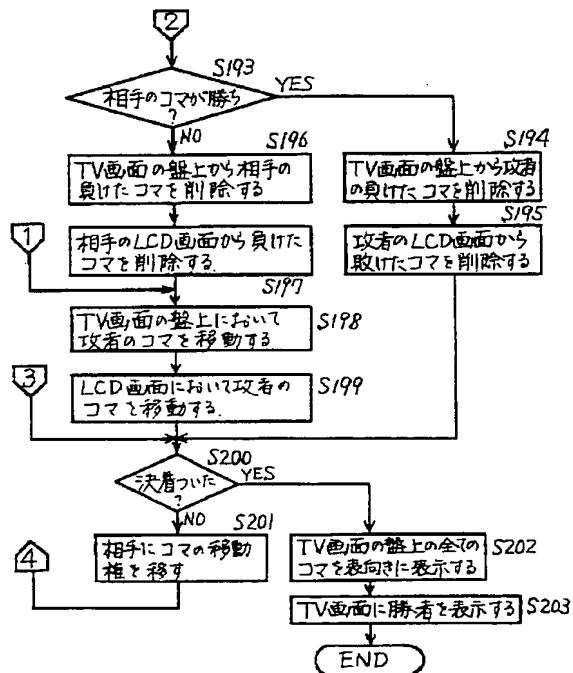 2
S193
相手のコマが勝ち
?
YES
NO
S196
TV画面の盤上から相手の
負けたコマを削除する
S194
TV画面の盤上から攻者
の負けたコマを削除する
1
相手のLCD画面から負けた
コマを削除する
S197
S195
攻者のLCD画面から
敗けたコマを削除する
TV画面の盤上において
攻者のコマを移動する
S198
3
LCD画面において攻者の
コマを移動する
S199
S200
決着ついた
?
YES
NO
S201
4
相手にコマの移動
権を移す
TV画面の盤上の全ての
コマを表向きに表示する
S202
TV画面に勝者を表示する
S203
END